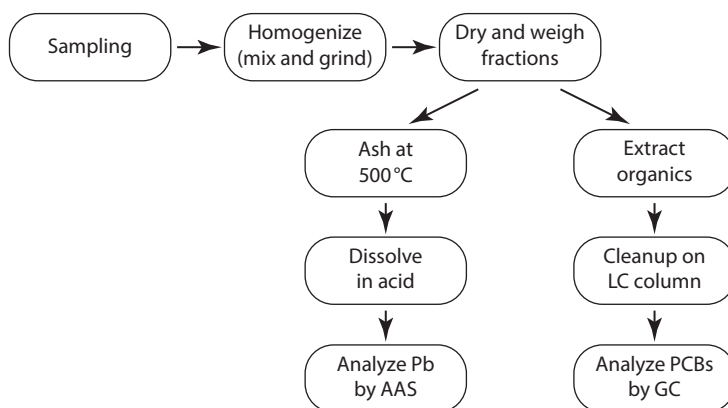 Sampling
Homogenize
(mix and grind)
Dry and weigh
fractions
Ash at
500 °C
Dissolve
in acid
Analyze Pb
by AAS
Extract
organics
Cleanup on
LC column
Analyze PCBs
by GC